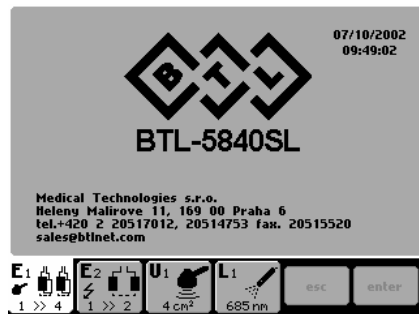 07/10/2002
09:49:02
BTL
BTL-5840SL
Medical Technologies s.r.o.
Heleny Malirove 11, 169 00 Praha 6
tel.+420 2 20517012, 20514753 fax. 20515520
sales@btlnet.com
E1 E2 U1 L1
1 >> 4 1 >> 2 4 cm² 685 nm esc enter